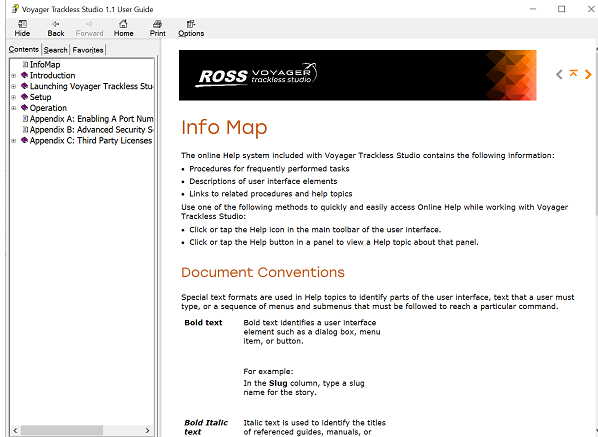 Voyager Trackless Studio 1.1 User Guide
Hide Back Forward Home Print Options
Contents Search Favorites
InfoMap
Introduction
Launching Voyager Trackless Stu
Setup
Operation
Appendix A: Enabling A Port Num
Appendix B: Advanced Security S
Appendix C: Third Party Licenses
ROSS VOYAGER
trackless studio
Info Map
The online Help system included with Voyager Trackless Studio contains the following information:
• Procedures for frequently performed tasks
• Descriptions of user interface elements
• Links to related procedures and help topics
Use one of the following methods to quickly and easily access Online Help while working with Voyager
Trackless Studio:
• Click or tap the Help icon in the main toolbar of the user interface.
• Click or tap the Help button in a panel to view a Help topic about that panel.
Document Conventions
Special text formats are used in Help topics to identify parts of the user interface, text that a user must
type, or a sequence of menus and submenus that must be followed to reach a particular command.
Bold text Bold text identifies a user interface
element such as a dialog box, menu
item, or button.
For example:
In the Slug column, type a slug
name for the story.
Bold Italic Italic text is used to identify the titles
text of referenced guides, manuals, or